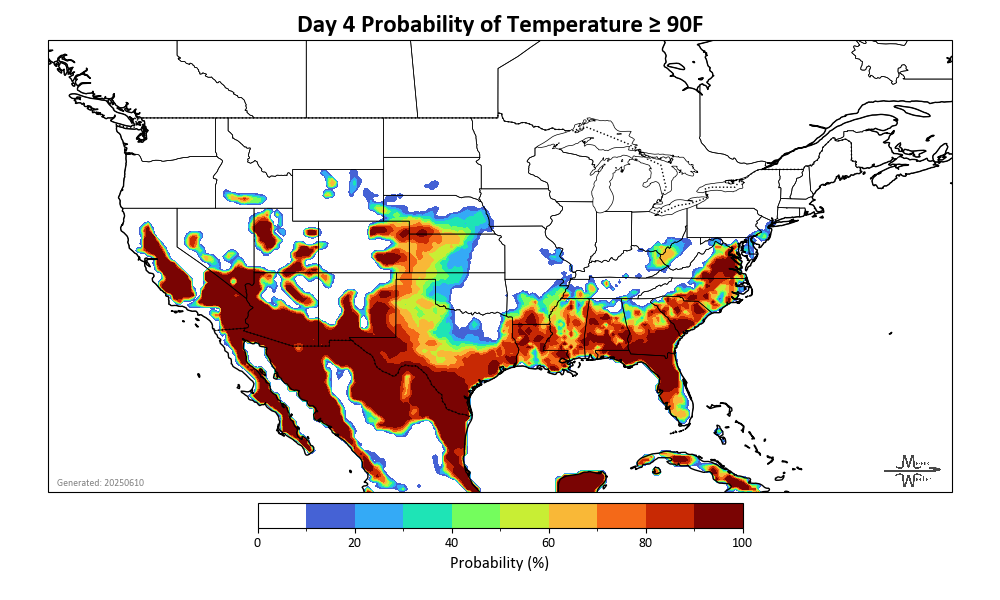 Day 4 Probability of Temperature ≥ 90F
Generated: 20250610
0 20 40 60 80 100
Probability (%)